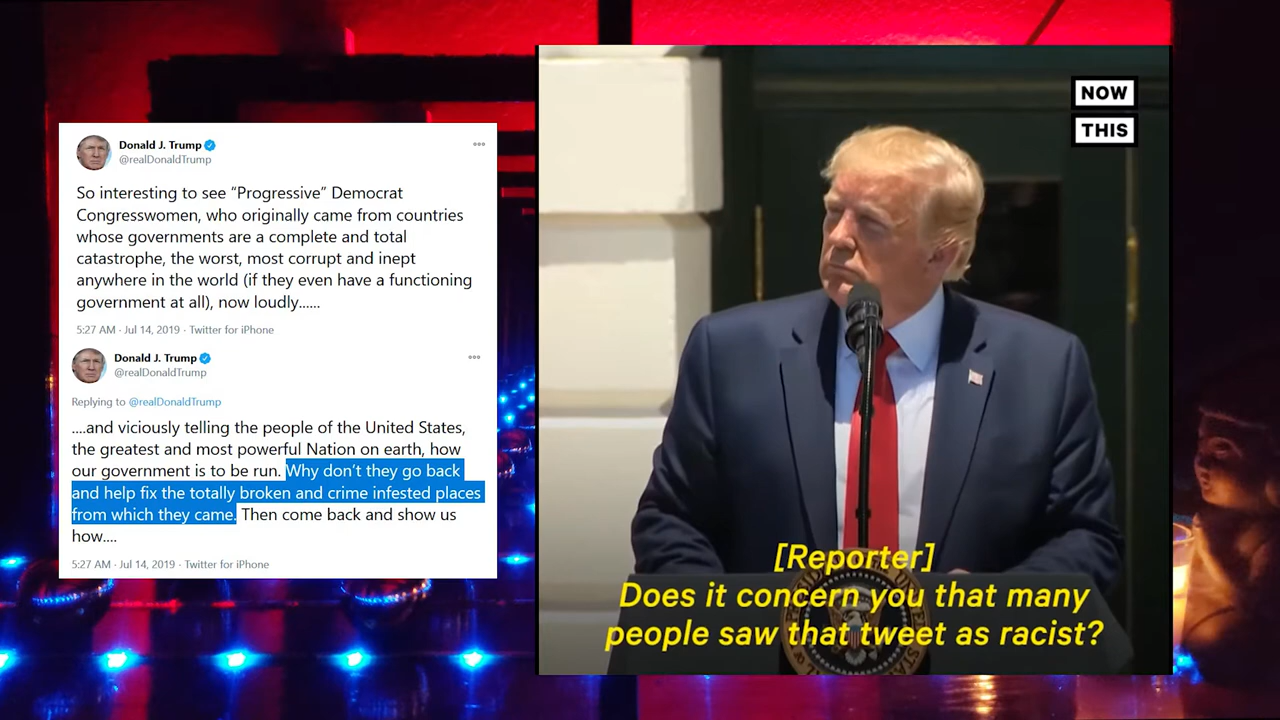 Donald J. Trump
@realDonaldTrump
So interesting to see “Progressive” Democrat
Congresswomen, who originally came from countries
whose governments are a complete and total
catastrophe, the worst, most corrupt and inept
anywhere in the world (if they even have a functioning
government at all), now loudly......
5:27 AM · Jul 14, 2019 · Twitter for iPhone
Donald J. Trump
@realDonaldTrump
Replying to @realDonaldTrump
....and viciously telling the people of the United States,
the greatest and most powerful Nation on earth, how
our government is to be run. Why don’t they go back
and help fix the totally broken and crime infested places
from which they came. Then come back and show us
how....
5:27 AM · Jul 14, 2019 · Twitter for iPhone
NOW
THIS
[Reporter]
Does it concern you that many
people saw that tweet as racist?